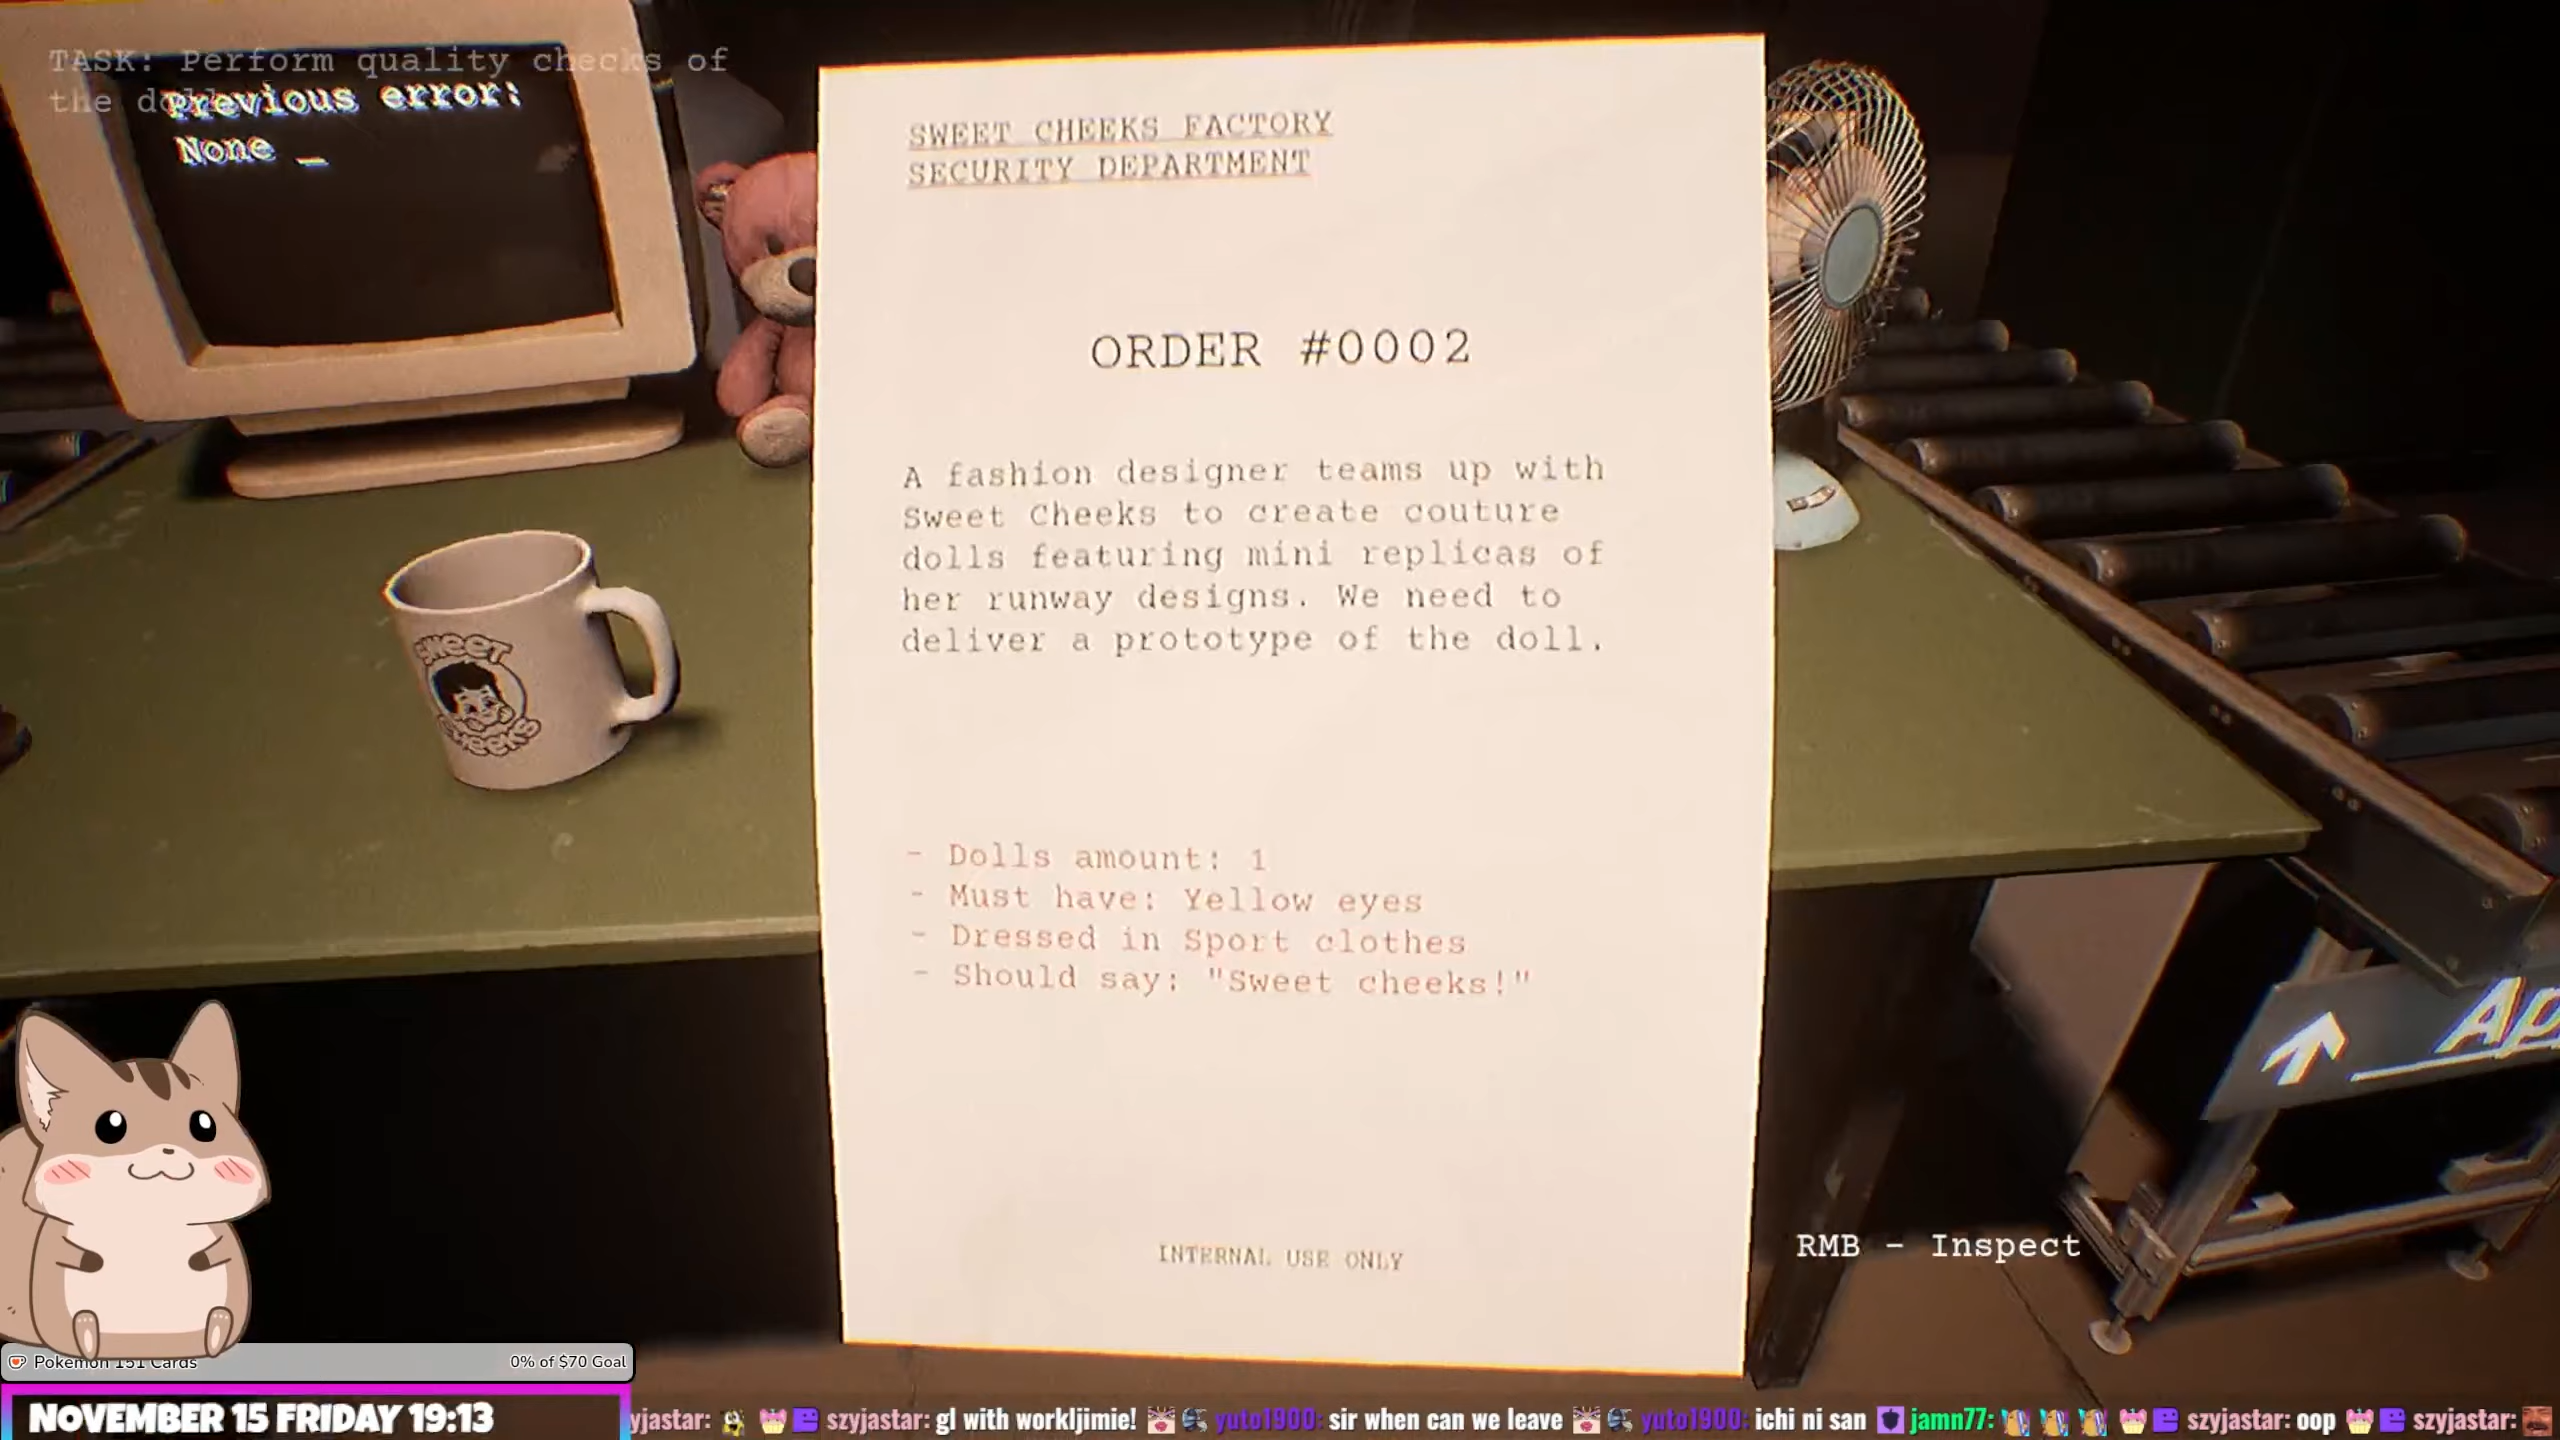 TASK: Perform quality checks of
the
Previous error:
None _
SWEET CHEEKS FACTORY
SECURITY DEPARTMENT
ORDER #0002
A fashion designer teams up with
Sweet Cheeks to create couture
dolls featuring mini replicas of
her runway designs. We need to
deliver a prototype of the doll.
- Dolls amount: 1
- Must have: Yellow eyes
- Dressed in Sport clothes
- Should say: "Sweet cheeks!"
INTERNAL USE ONLY
SWEET
CHEEKS
RMB - Inspect
Pokemon 151 Cards
0% of $70 Goal
NOVEMBER 15 FRIDAY 19:13
yjastar: szyjastar: gl with workljimie! yuto1900: sir when can we leave yuto1900: ichi ni san jamn77: szyjastar: oop szyjastar: